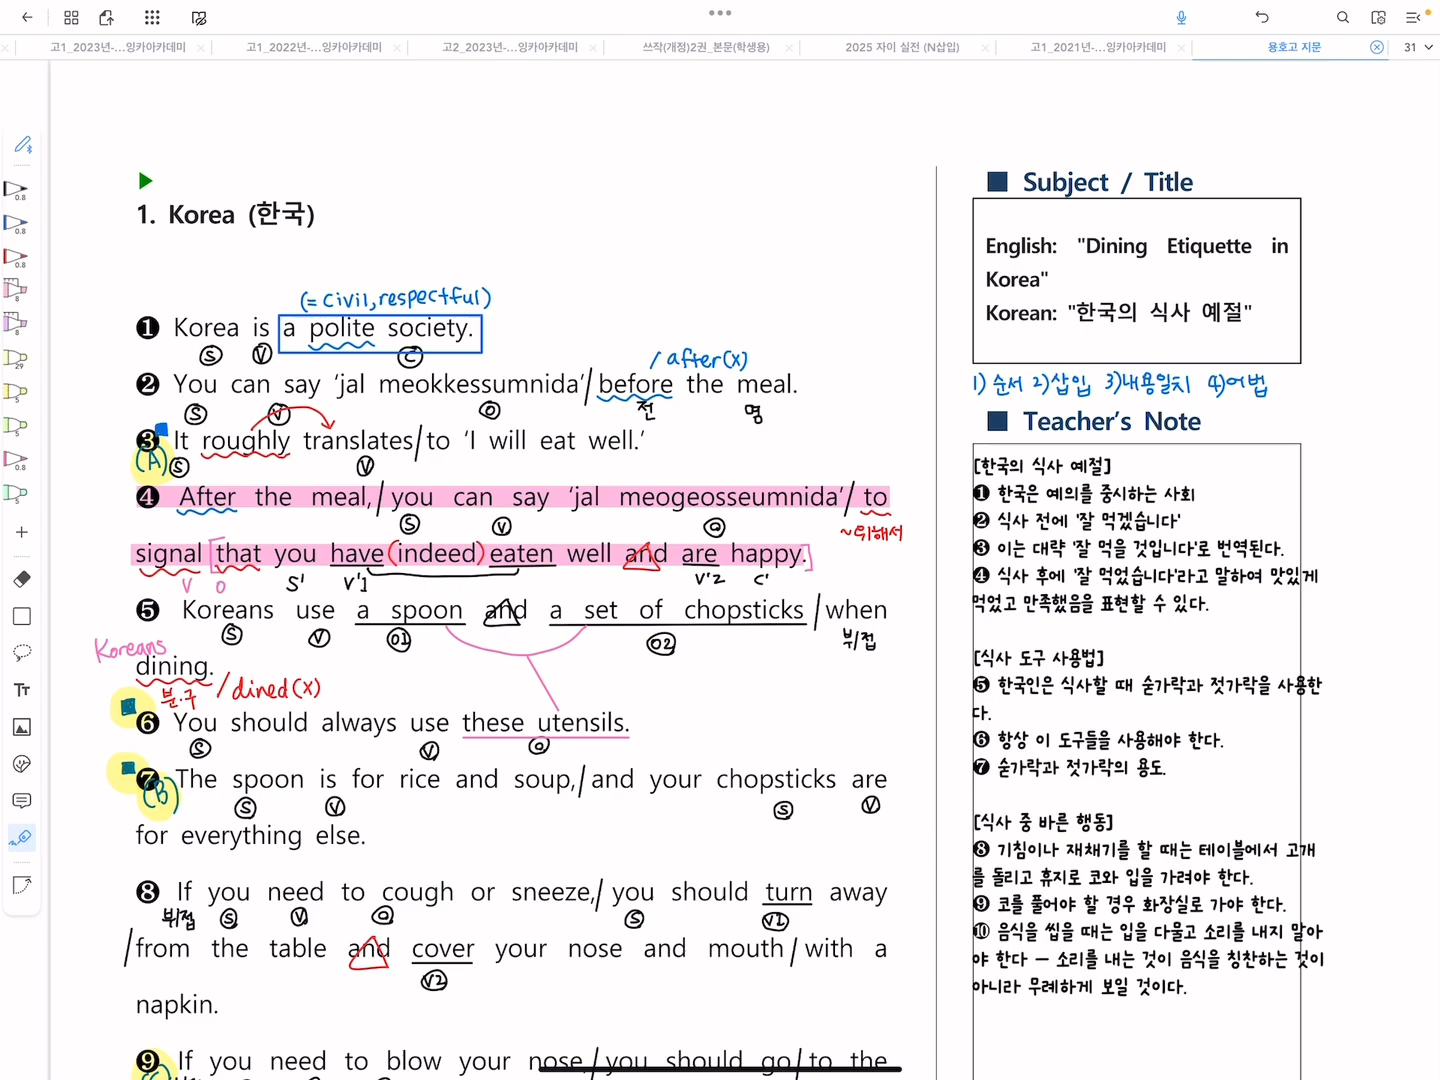 고1_2023년-...잉카아카데미
고1_2022년-...잉카아카데미
고2_2023년-...잉카아카데미
쓰작(개정)2권_본문(학생용)
2025 자이 실전 (N삽입)
고1_2021년-...잉카아카데미
용호고 지문
31
1. Korea (한국)
(= civil, respectful)
❶ Korea is a polite society.
S V C
/ after(x)
❷ You can say ‘jal meokkessumnida’/ before the meal.
S V O 전 명
❸ It roughly translates/ to ‘I will eat well.’
(A) S V
❹ After the meal,/ you can say ‘jal meogeosseumnida’/ to
S V O ~위해서
signal [that you have (indeed) eaten well and are happy.]
V O S' V'1 V'2 C'
❺ Koreans use a spoon and a set of chopsticks / when
S V O1 O2 부/접
Koreans
dining.
분.구 / dined(x)
❻ You should always use these utensils.
S V O
❼ The spoon is for rice and soup,/ and your chopsticks are
(B) S V S V
for everything else.
❽ If you need to cough or sneeze,/ you should turn away
부/접 S V O S V1
/ from the table and cover your nose and mouth / with a
V2
napkin.
❾ If you need to blow your nose,/ you should go/ to the
■ Subject / Title
English: "Dining Etiquette in
Korea"
Korean: "한국의 식사 예절"
1) 순서 2) 삽입 3) 내용일치 4) 어법
■ Teacher's Note
[한국의 식사 예절]
❶ 한국은 예의를 중시하는 사회
❷ 식사 전에 '잘 먹겠습니다'
❸ 이는 대략 '잘 먹을 것입니다'로 번역된다.
❹ 식사 후에 '잘 먹었습니다'라고 말하여 맛있게
먹었고 만족했음을 표현할 수 있다.
[식사 도구 사용법]
❺ 한국인은 식사할 때 숟가락과 젓가락을 사용한
다.
❻ 항상 이 도구들을 사용해야 한다.
❼ 숟가락과 젓가락의 용도.
[식사 중 바른 행동]
❽ 기침이나 재채기를 할 때는 테이블에서 고개
를 돌리고 휴지로 코와 입을 가려야 한다.
❾ 코를 풀어야 할 경우 화장실로 가야 한다.
❿ 음식을 씹을 때는 입을 다물고 소리를 내지 말아
야 한다 – 소리를 내는 것이 음식을 칭찬하는 것이
아니라 무례하게 보일 것이다.